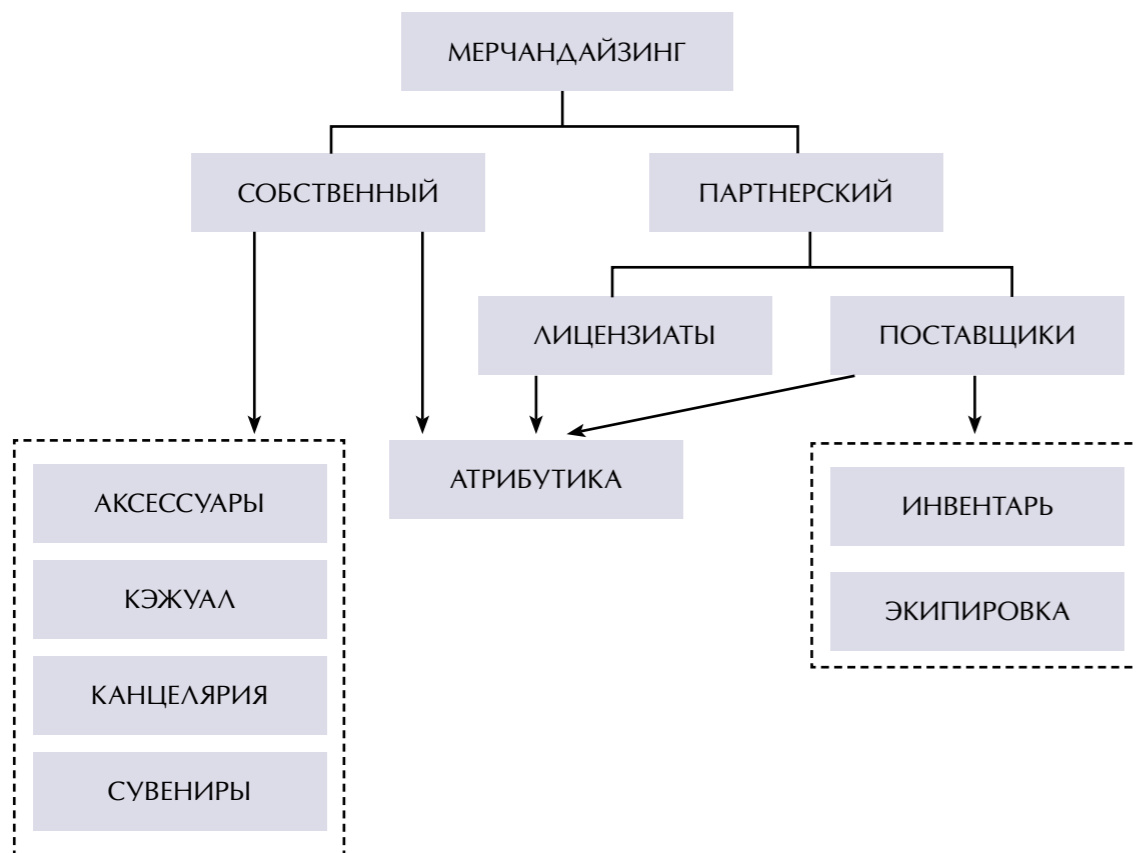 МЕРЧАНДАЙЗИНГ
СОБСТВЕННЫЙ
ПАРТНЕРСКИЙ
ЛИЦЕНЗИАТЫ
ПОСТАВЩИКИ
АКСЕССУАРЫ
АТРИБУТИКА
ИНВЕНТАРЬ
КЭЖУАЛ
ЭКИПИРОВКА
КАНЦЕЛЯРИЯ
СУВЕНИРЫ